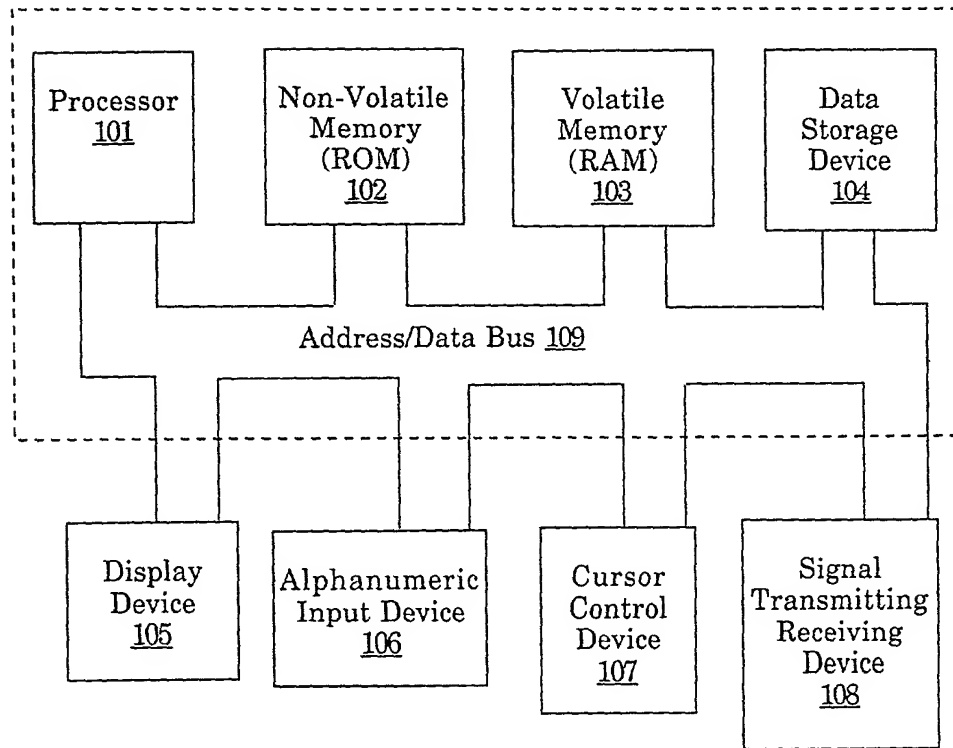 Processor
101
Non-Volatile
Memory
(ROM)
102
Volatile
Memory
(RAM)
103
Data
Storage
Device
104
Address/Data Bus 109
Display
Device
105
Alphanumeric
Input Device
106
Cursor
Control
Device
107
Signal
Transmitting
Receiving
Device
108